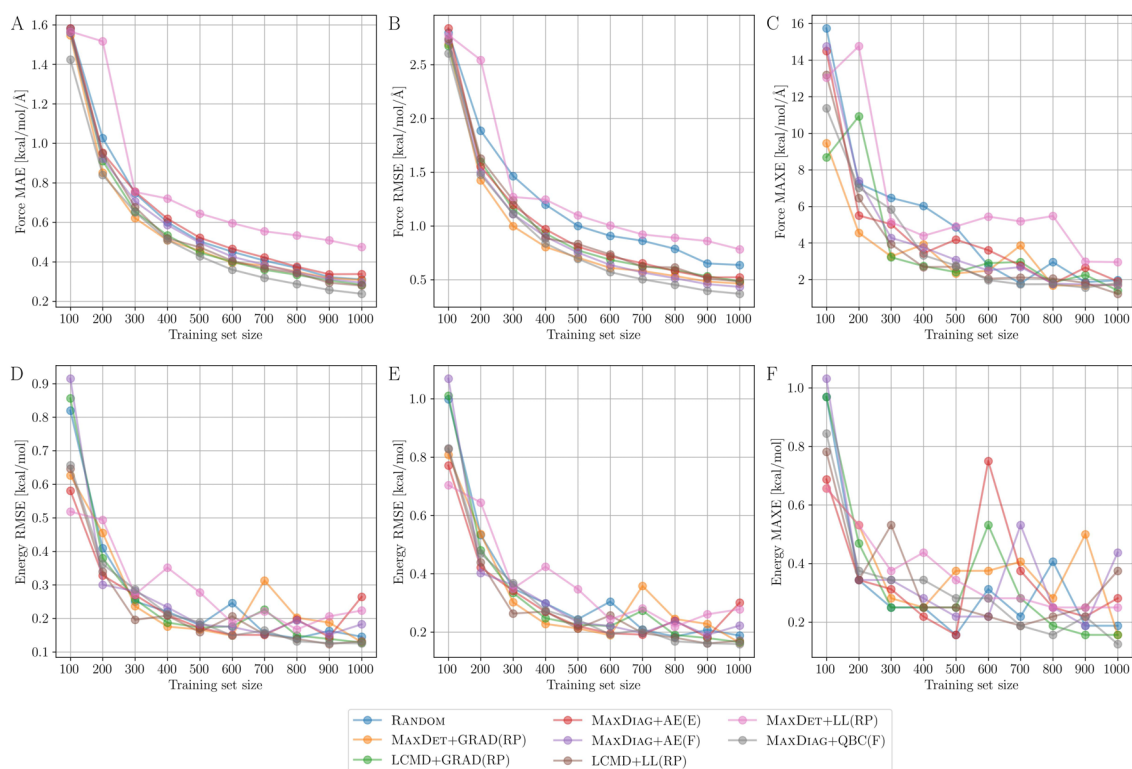 A
Force MAE [kcal/mol/Å]
1.6
1.4
1.2
1.0
0.8
0.6
0.4
0.2
100 200 300 400 500 600 700 800 900 1000
Training set size
B
Force RMSE [kcal/mol/Å]
2.5
2.0
1.5
1.0
0.5
100 200 300 400 500 600 700 800 900 1000
Training set size
C
Force MAXE [kcal/mol/Å]
16
14
12
10
8
6
4
2
100 200 300 400 500 600 700 800 900 1000
Training set size
D
Energy RMSE [kcal/mol]
0.9
0.8
0.7
0.6
0.5
0.4
0.3
0.2
0.1
100 200 300 400 500 600 700 800 900 1000
Training set size
E
Energy RMSE [kcal/mol]
1.0
0.8
0.6
0.4
0.2
100 200 300 400 500 600 700 800 900 1000
Training set size
F
Energy MAXE [kcal/mol]
1.0
0.8
0.6
0.4
0.2
100 200 300 400 500 600 700 800 900 1000
Training set size
Random
MaxDet+GRAD(RP)
LCMD+GRAD(RP)
MaxDiag+AE(E)
MaxDiag+AE(F)
LCMD+LL(RP)
MaxDet+LL(RP)
MaxDiag+QBC(F)